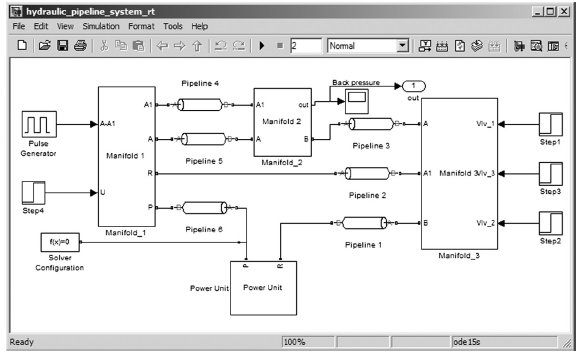 hydraulic_pipeline_system_rt
File Edit View Simulation Format Tools Help
2 Normal
Pulse
Generator
Step4
f(x)=0
Solver
Configuration
A-A1
U
Manifold 1
A1
A
R
P
Manifold_1
Pipeline 4
A B
A B
Pipeline 5
B A
Pipeline 6
A1
A
out
Manifold 2
B
Manifold_2
Back pressure
1
out
A B
Pipeline 3
A B
Pipeline 2
B A
Pipeline 1
P R
Power Unit
Power Unit
A
A1
B
Manifold 3
Vlv_1
Vlv_3
Vlv_2
Manifold_3
Step1
Step3
Step2
Ready 100% ode15s